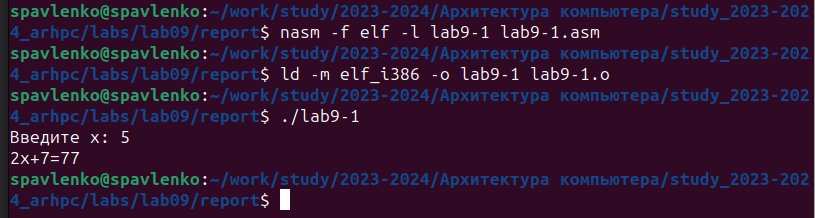 spavlenko@spavlenko:~/work/study/2023-2024/Архитектура компьютера/study_2023-202
4_arhpc/labs/lab09/report$ nasm -f elf -l lab9-1 lab9-1.asm
spavlenko@spavlenko:~/work/study/2023-2024/Архитектура компьютера/study_2023-202
4_arhpc/labs/lab09/report$ ld -m elf_i386 -o lab9-1 lab9-1.o
spavlenko@spavlenko:~/work/study/2023-2024/Архитектура компьютера/study_2023-202
4_arhpc/labs/lab09/report$ ./lab9-1
Введите x: 5
2x+7=77
spavlenko@spavlenko:~/work/study/2023-2024/Архитектура компьютера/study_2023-202
4_arhpc/labs/lab09/report$